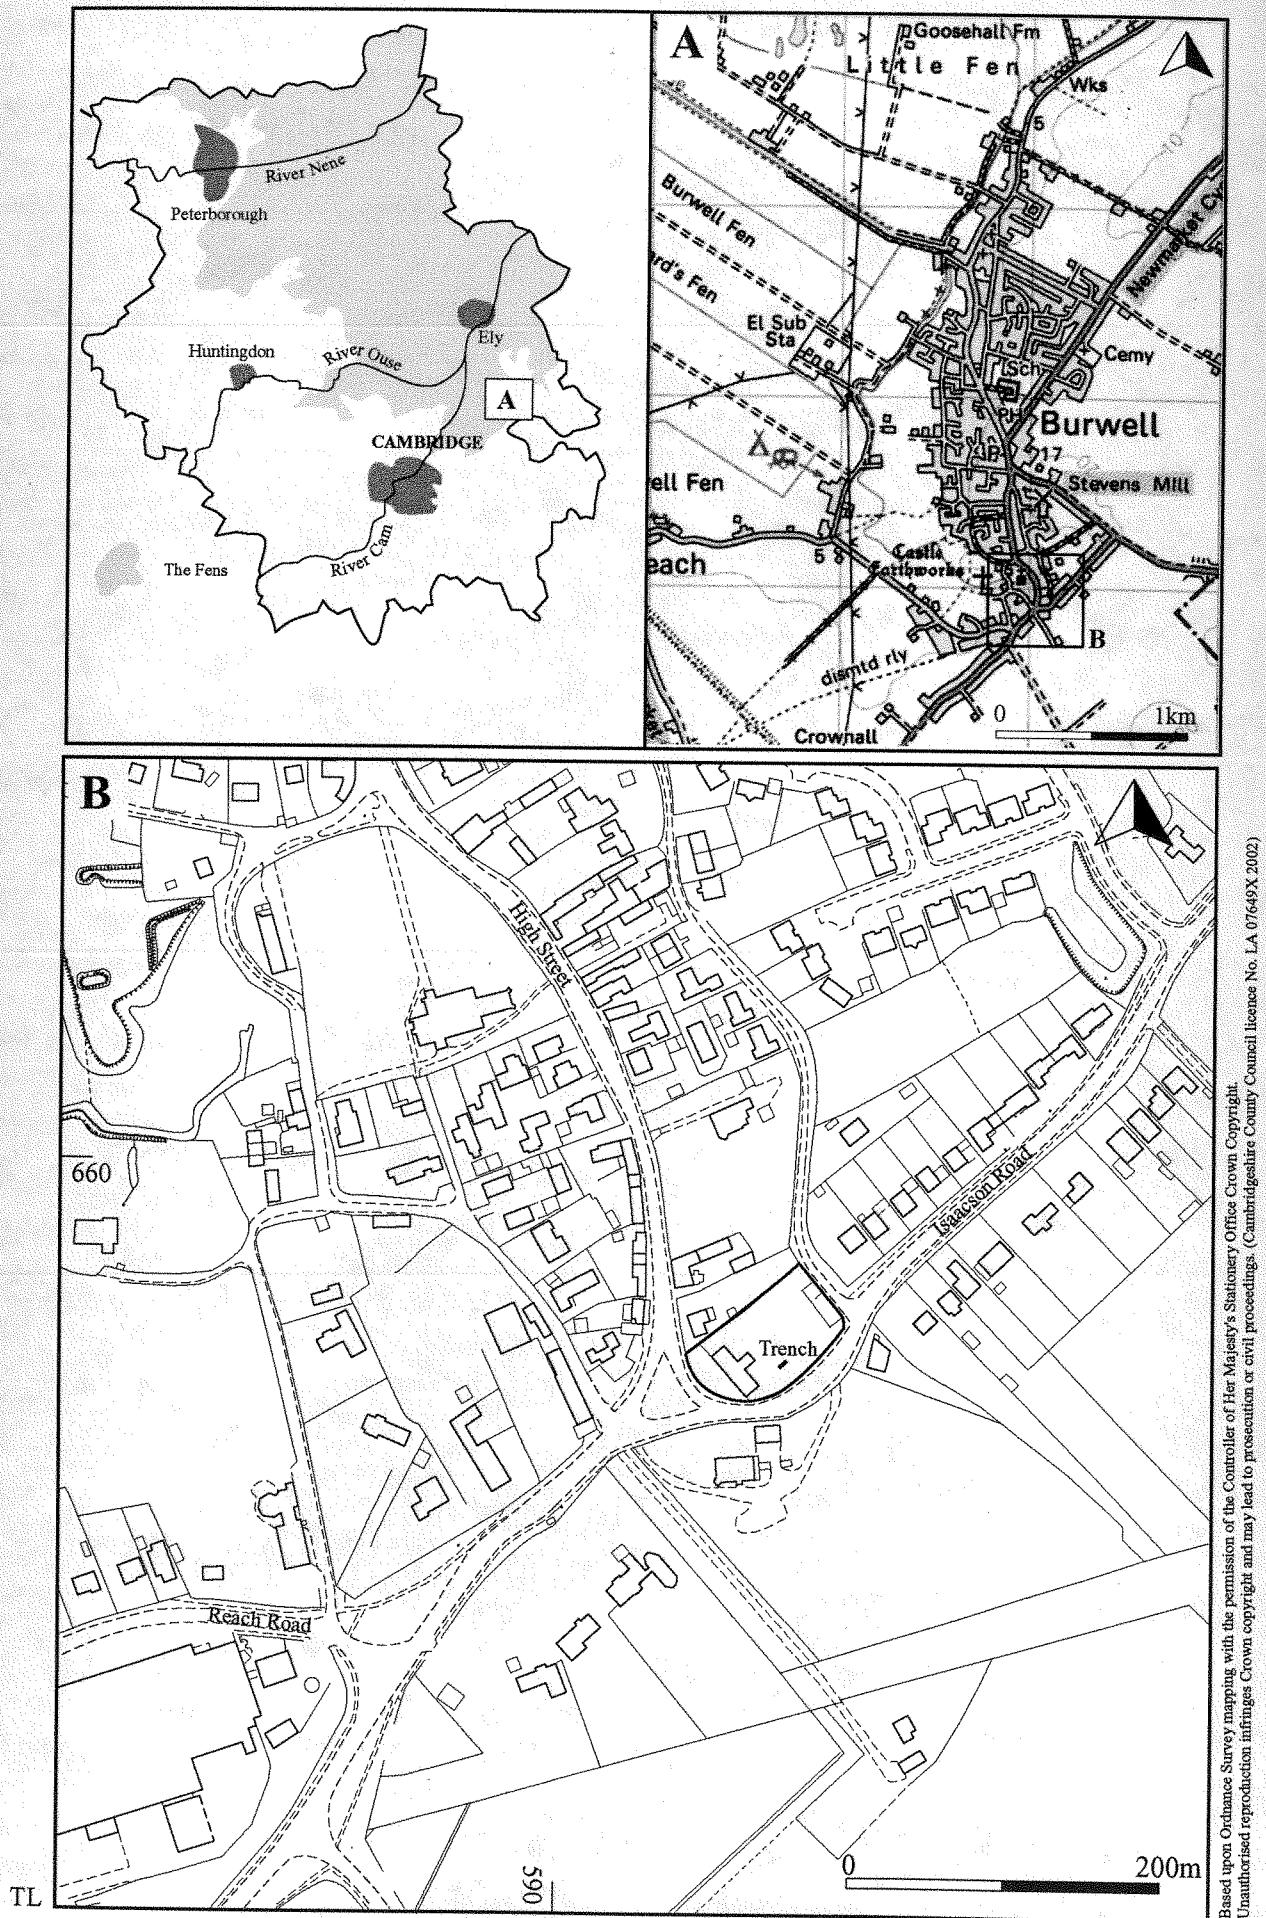 River Nene
Peterborough
Ely
Huntingdon
River Ouse
A
CAMBRIDGE
River Cam
The Fens
A
Goosehall Fm
Little Fen
Wks
5
Burwell Fen
ard's Fen
Newmarket
El Sub
Sta
Cemy
Sch
PH
Burwell
17
Stevens Mill
ell Fen
5
8
each
Castle
Earthworks
B
dismtd rly
Crownall
0
1km
B
High Street
660
Isaacson Road
Trench
Reach Road
TL
590
0
200m
Based upon Ordnance Survey mapping with the permission of the Controller of Her Majesty's Stationery Office Crown Copyright.
Unauthorised reproduction infringes Crown copyright and may lead to prosecution or civil proceedings. (Cambridgeshire County Council licence No. LA 07649X 2002)